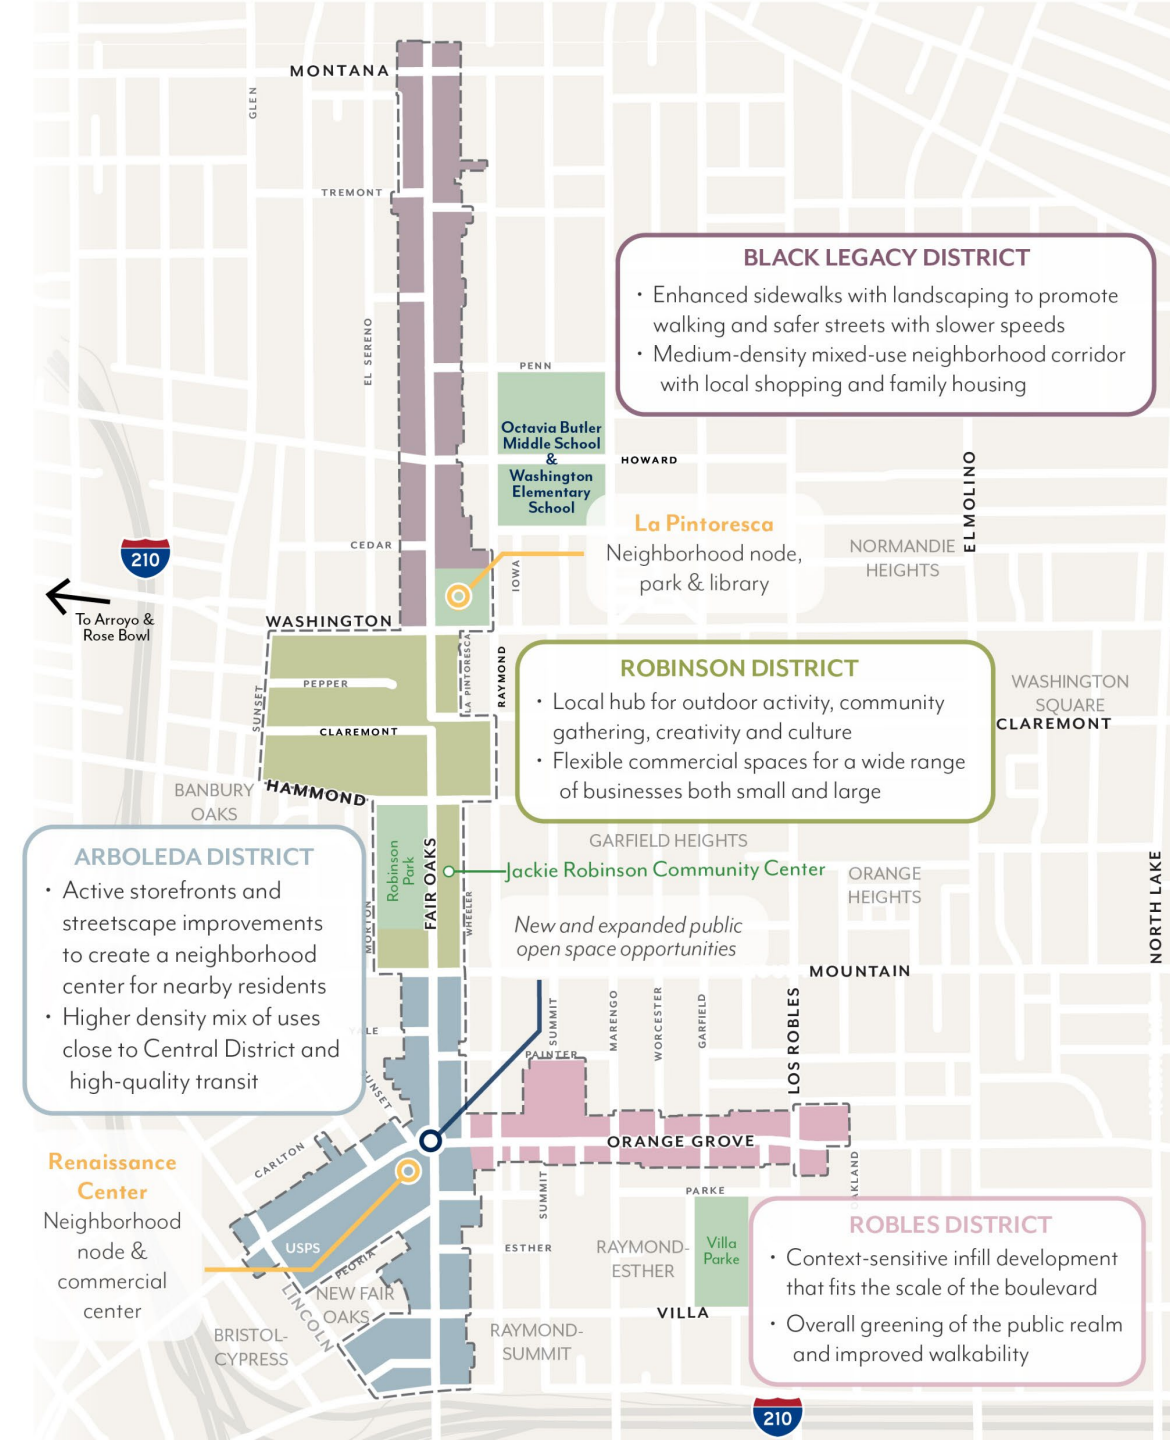 MONTANA
GLEN
TREMONT
BLACK LEGACY DISTRICT
• Enhanced sidewalks with landscaping to promote
walking and safer streets with slower speeds
• Medium-density mixed-use neighborhood corridor
with local shopping and family housing
EL SERENO
PENN
Octavia Butler
Middle School
&
Washington
Elementary
School
HOWARD
EL MOLINO
La Pintoresca
Neighborhood node,
park & library
NORMANDIE
HEIGHTS
CEDAR
210
IOWA
To Arroyo &
Rose Bowl
WASHINGTON
LA PINTORESCA
RAYMOND
ROBINSON DISTRICT
• Local hub for outdoor activity, community
gathering, creativity and culture
• Flexible commercial spaces for a wide range
of businesses both small and large
WASHINGTON
SQUARE
CLAREMONT
SUNSET
PEPPER
CLAREMONT
HAMMOND
BANBURY
OAKS
GARFIELD HEIGHTS
Jackie Robinson Community Center
ORANGE
HEIGHTS
NORTH LAKE
Robinson
Park
FAIR OAKS
MORTON
WHEELER
ARBOLEDA DISTRICT
• Active storefronts and
streetscape improvements
to create a neighborhood
center for nearby residents
• Higher density mix of uses
close to Central District and
high-quality transit
New and expanded public
open space opportunities
MOUNTAIN
SUMMIT
MARENGO
WORCESTER
GARFIELD
LOS ROBLES
ALE
UNSET
PAINTER
ORANGE GROVE
CARLTON
Renaissance
Center
Neighborhood
node &
commercial
center
USPS
PEORIA
NEW FAIR
OAKS
LINCOLN
BRISTOL-
CYPRESS
SUMMIT
PARKE
AKLAND
ESTHER
RAYMOND-
ESTHER
Villa
Parke
VILLA
RAYMOND-
SUMMIT
ROBLES DISTRICT
• Context-sensitive infill development
that fits the scale of the boulevard
• Overall greening of the public realm
and improved walkability
210